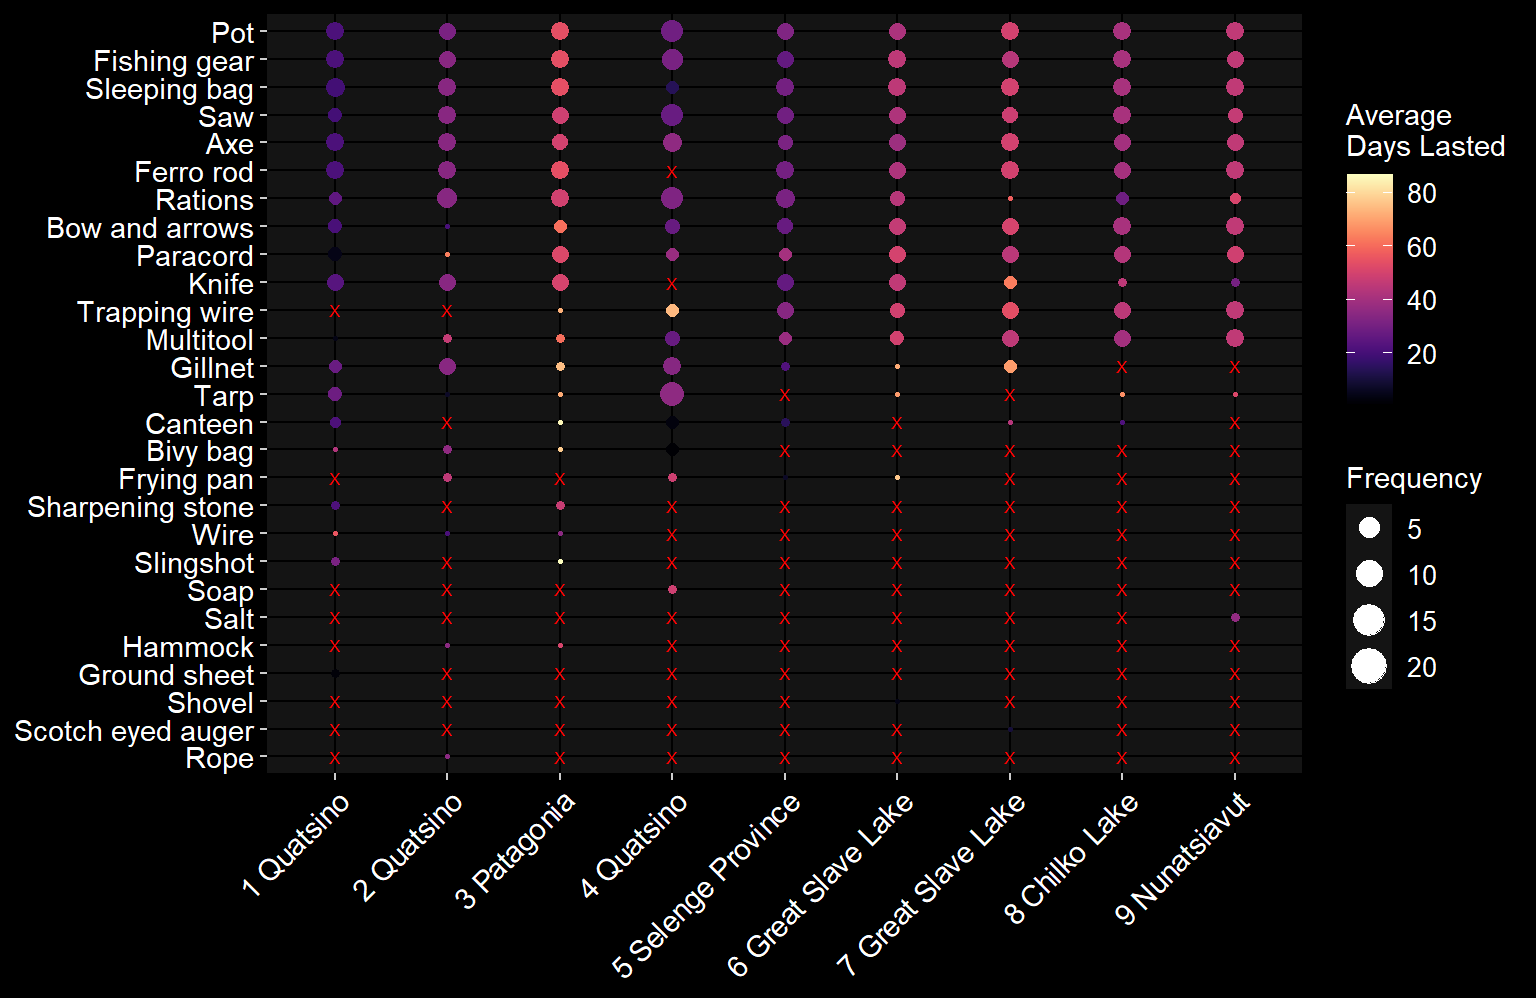 Pot
Fishing gear
Sleeping bag
Saw
Axe
Ferro rod
Rations
Bow and arrows
Paracord
Knife
Trapping wire
Multitool
Gillnet
Tarp
Canteen
Bivy bag
Frying pan
Sharpening stone
Wire
Slingshot
Soap
Salt
Hammock
Ground sheet
Shovel
Scotch eyed auger
Rope
1 Quatsino
2 Quatsino
3 Patagonia
4 Quatsino
5 Selenge Province
6 Great Slave Lake
7 Great Slave Lake
8 Chilko Lake
9 Nunatsiavut
Average
Days Lasted
80
60
40
20
Frequency
5
10
15
20